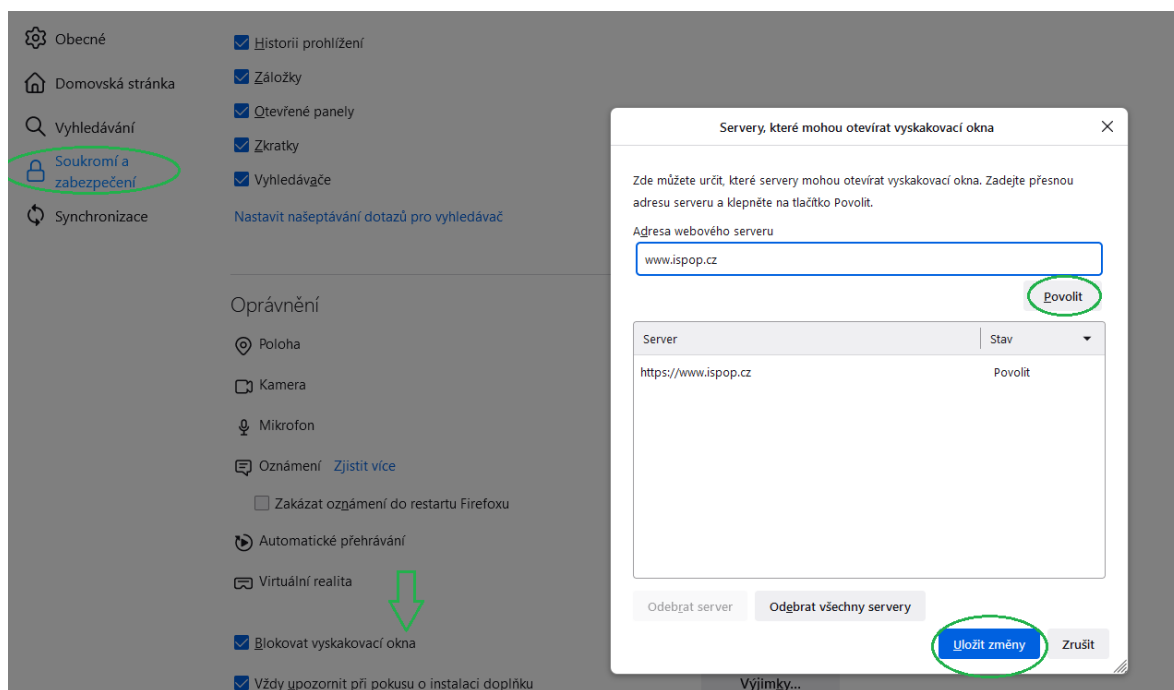 Obecné
Domovská stránka
Vyhledávání
Soukromí a
zabezpečení
Synchronizace
Historii prohlížení
Záložky
Otevřené panely
Zkratky
Vyhledávače
Nastavit našeptávání dotazů pro vyhledávač
Oprávnění
Poloha
Kamera
Mikrofon
Oznámení Zjistit více
Zakázat oznámení do restartu Firefoxu
Automatické přehrávání
Virtuální realita
Blokovat vyskakovací okna
Vždy upozornit při pokusu o instalaci doplňku
Výjimky...
Servery, které mohou otevírat vyskakovací okna
Zde můžete určit, které servery mohou otevírat vyskakovací okna. Zadejte přesnou
adresu serveru a klepněte na tlačítko Povolit.
Adresa webového serveru
www.ispop.cz
Povolit
Server Stav
https://www.ispop.cz Povolit
Odebrat server Odebrat všechny servery
Uložit změny Zrušit